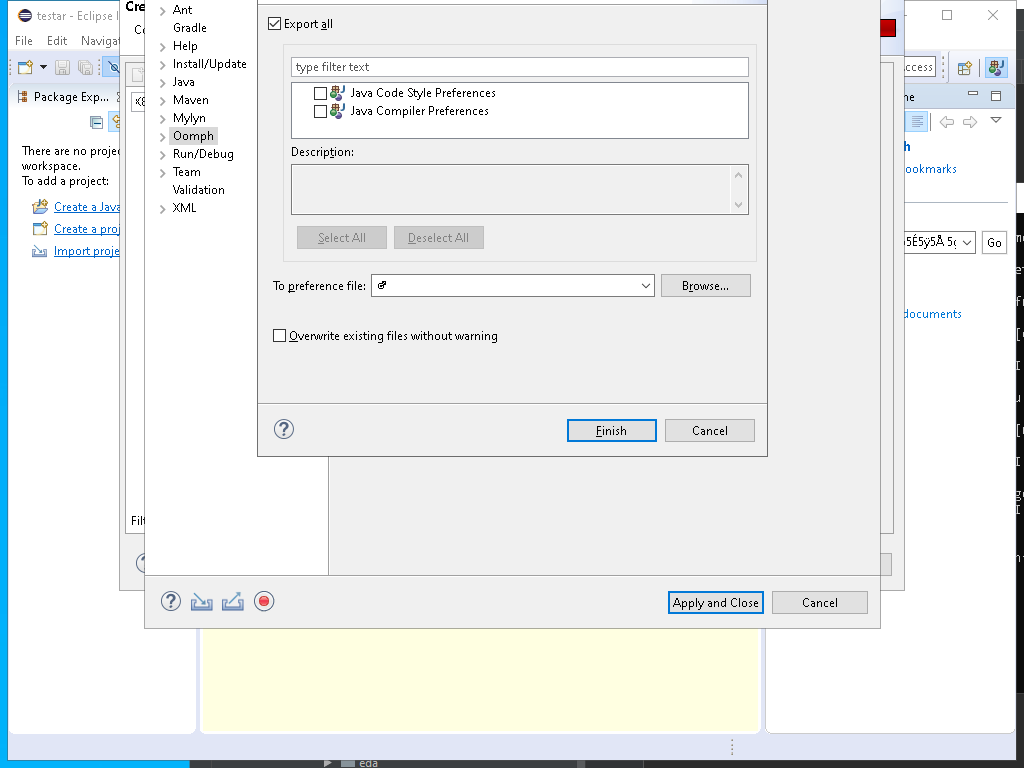 testar - Eclipse I
File Edit Navigat
Package Exp...
There are no projec
workspace.
To add a project:
Create a Java
Create a proj
Import proje
Cre
Filt
Ant
Gradle
Help
Install/Update
Java
Maven
Mylyn
Oomph
Run/Debug
Team
Validation
XML
Export all
type filter text
Java Code Style Preferences
Java Compiler Preferences
Description:
Select All Deselect All
To preference file:
Browse...
Overwrite existing files without warning
Finish Cancel
Apply and Close Cancel
ccess
ne
h
ookmarks
Go
documents
eda